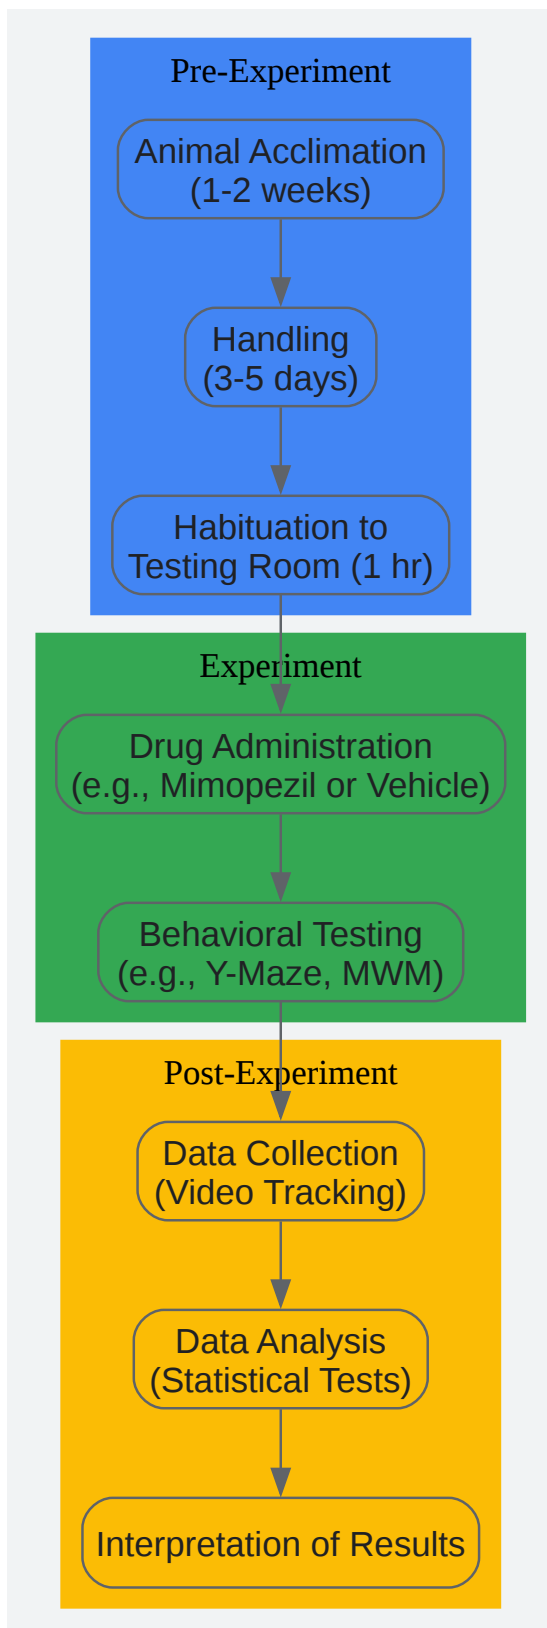 Pre-Experiment
Animal Acclimation
(1-2 weeks)
Handling
(3-5 days)
Habituation to
Testing Room (1 hr)
Experiment
Drug Administration
(e.g., Mimopezil or Vehicle)
Behavioral Testing
(e.g., Y-Maze, MWM)
Post-Experiment
Data Collection
(Video Tracking)
Data Analysis
(Statistical Tests)
Interpretation of Results